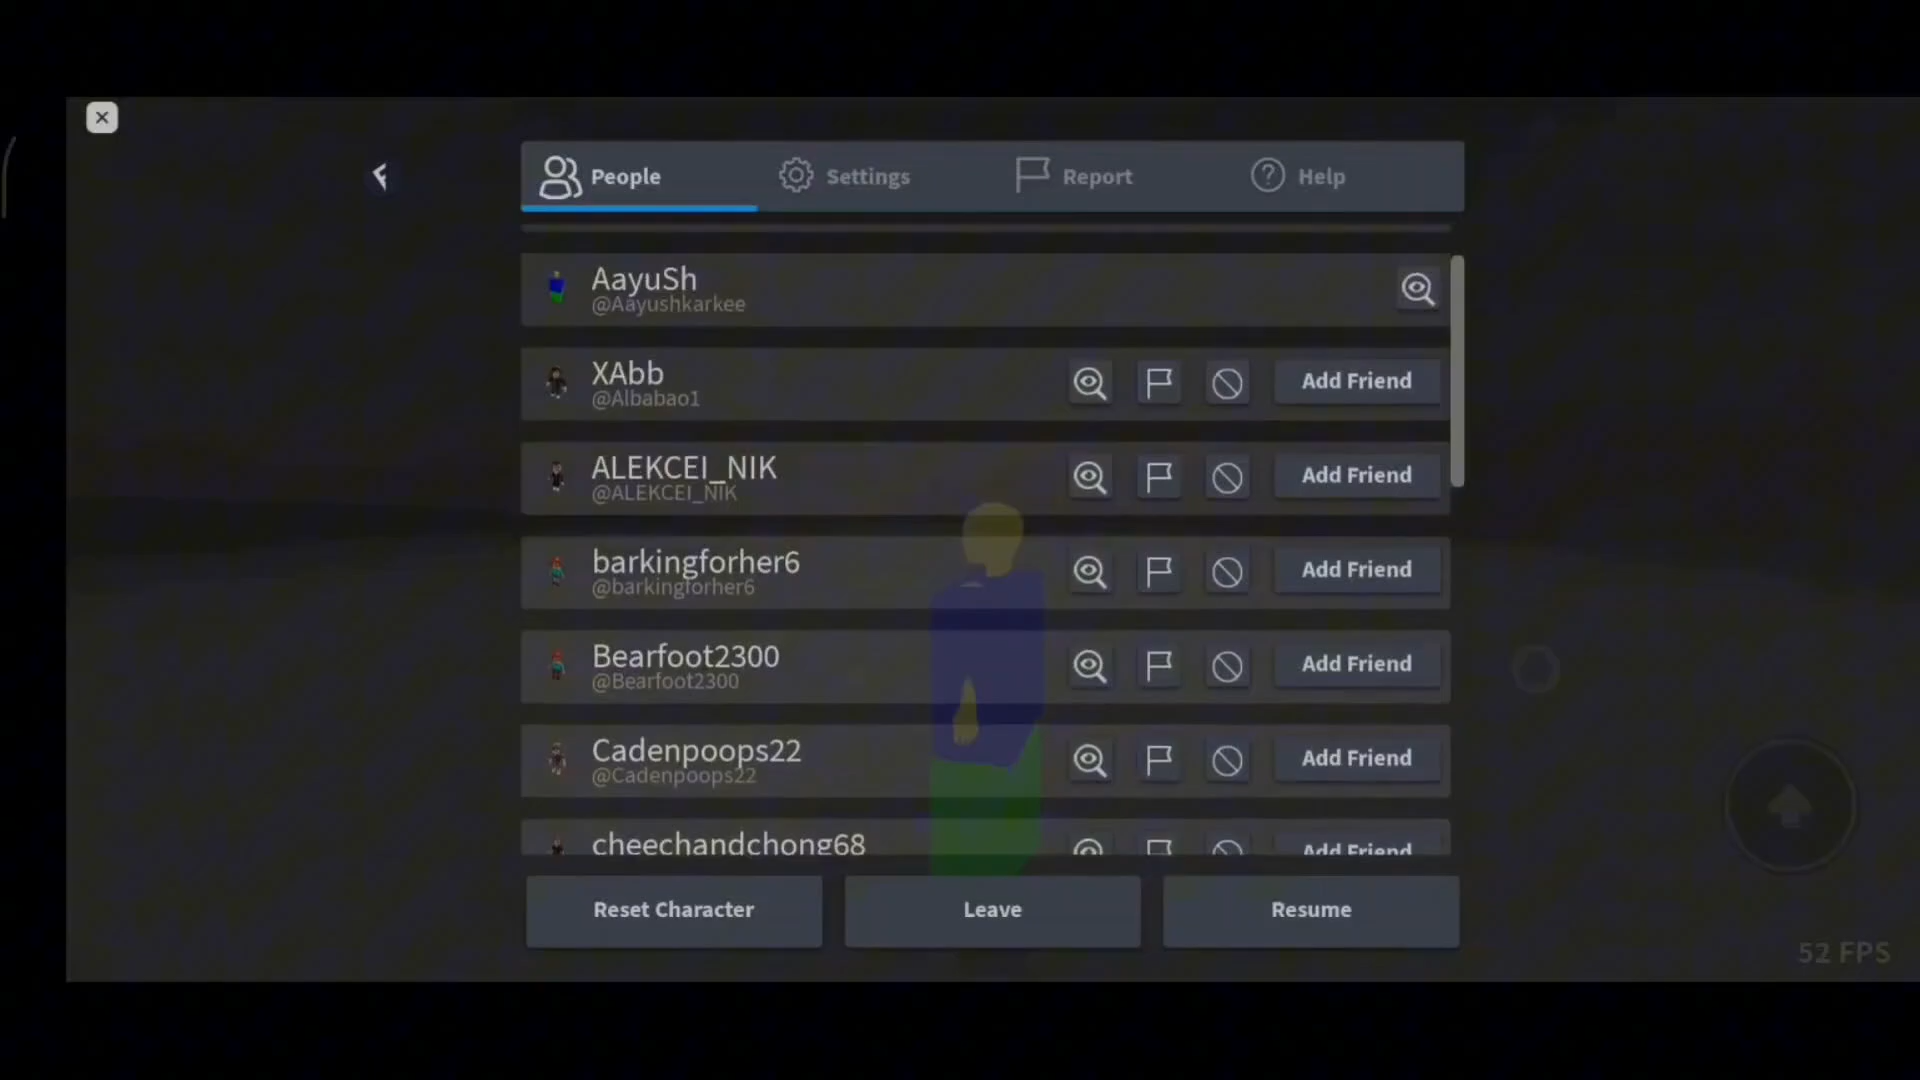 People
Settings
Report
Help
AayuSh
@Aayushkarkee
XAbb
@Albabao1
Add Friend
ALEKCEI_NIK
@ALEKCEI_NIK
Add Friend
barkingforher6
@barkingforher6
Add Friend
Bearfoot2300
@Bearfoot2300
Add Friend
Cadenpoops22
@Cadenpoops22
Add Friend
cheechandchong68
Add Friend
Reset Character
Leave
Resume
52 FPS